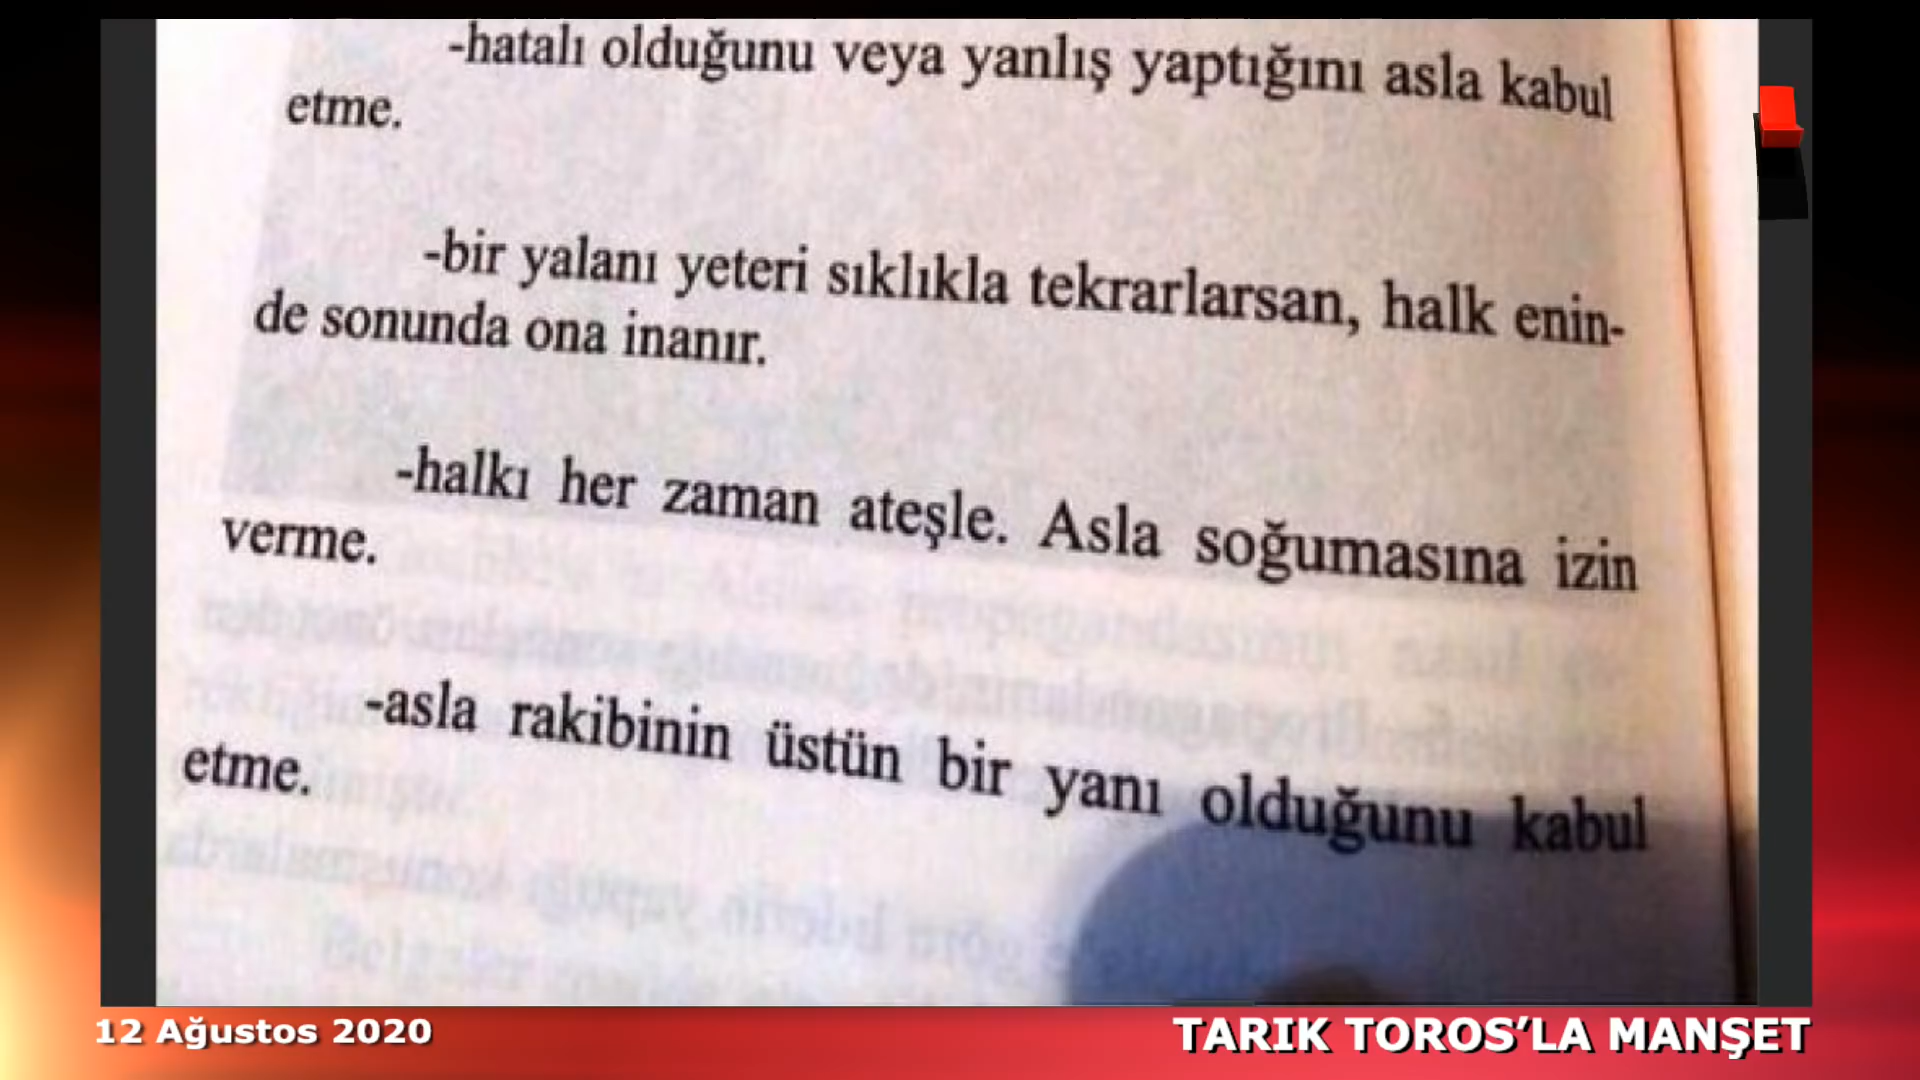 -hatalı olduğunu veya yanlış yaptığını asla kabul
etme.
-bir yalanı yeteri sıklıkla tekrarlarsan, halk enin-
de sonunda ona inanır.
-halkı her zaman ateşle. Asla soğumasına izin
verme.
-asla rakibinin üstün bir yanı olduğunu kabul
etme.
12 Ağustos 2020
TARIK TOROS’LA MANŞET